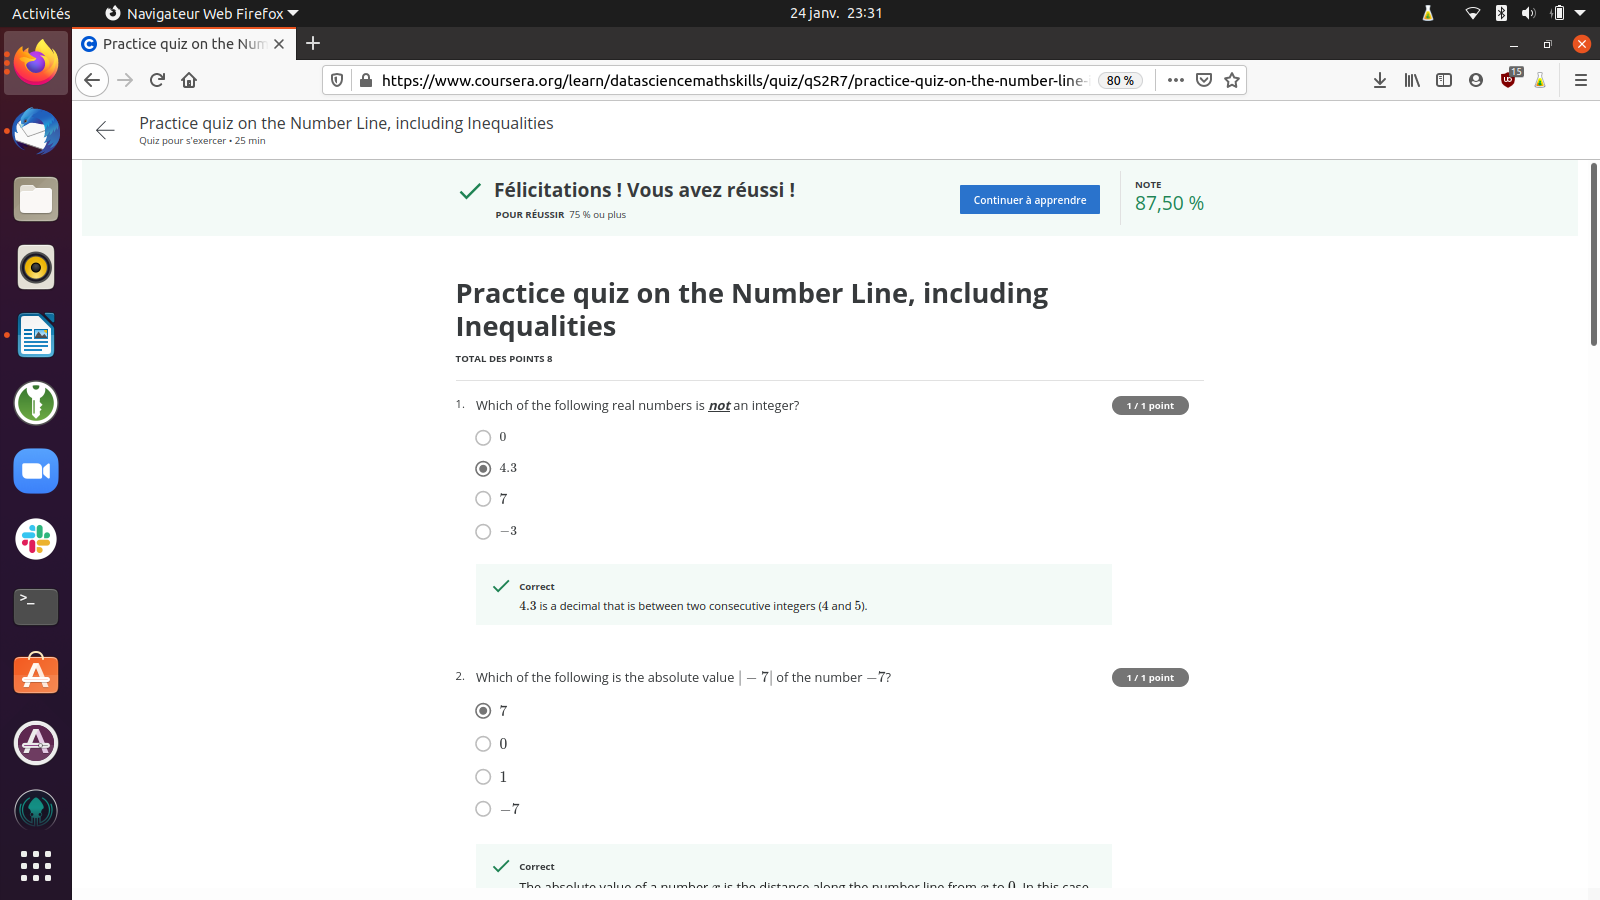 Activités
Navigateur Web Firefox
24 janv. 23:31
Practice quiz on the Num
https://www.coursera.org/learn/datasciencemathskills/quiz/qS2R7/practice-quiz-on-the-number-line-
80 %
15
Practice quiz on the Number Line, including Inequalities
Quiz pour s'exercer • 25 min
Félicitations ! Vous avez réussi !
POUR RÉUSSIR 75 % ou plus
Continuer à apprendre
NOTE
87,50 %
Practice quiz on the Number Line, including
Inequalities
TOTAL DES POINTS 8
1. Which of the following real numbers is not an integer?
1 / 1 point
0
4.3
7
−3
Correct
4.3 is a decimal that is between two consecutive integers (4 and 5).
2. Which of the following is the absolute value | − 7| of the number −7?
1 / 1 point
7
0
1
−7
Correct
The absolute value of a number x is the distance along the number line from x to 0. In this case